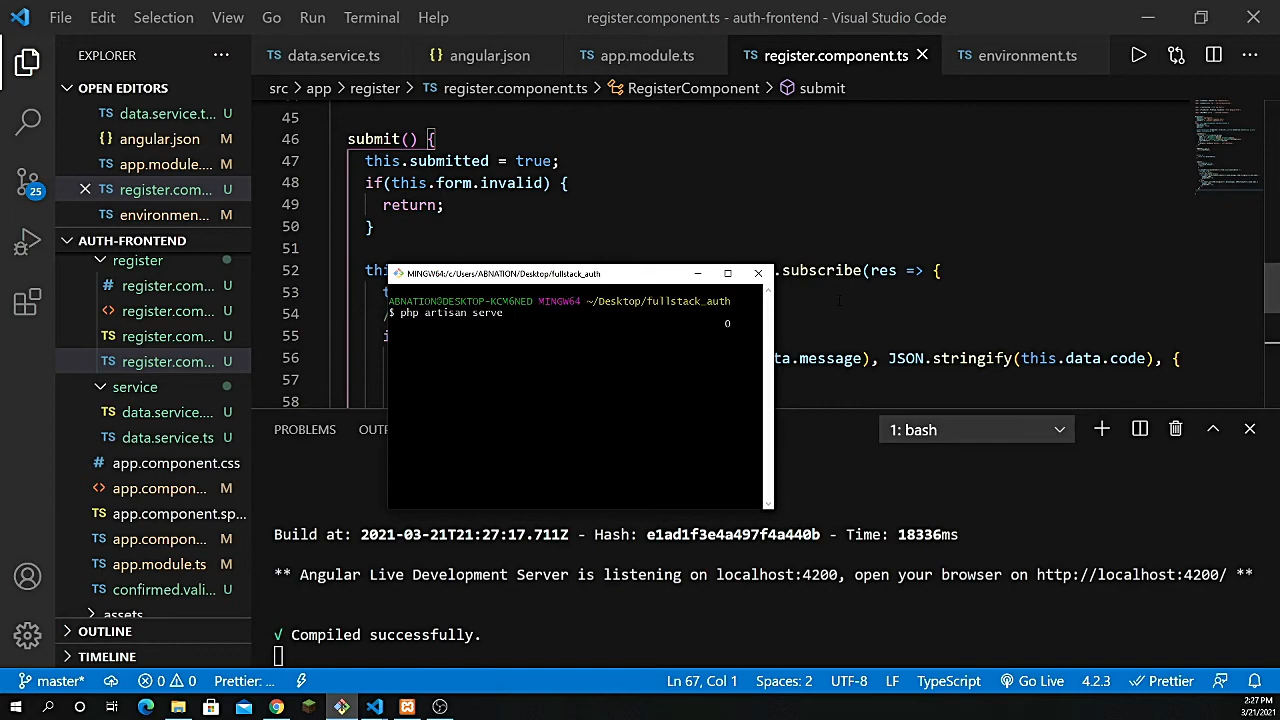 File Edit Selection View Go Run Terminal Help
register.component.ts - auth-frontend - Visual Studio Code
EXPLORER
OPEN EDITORS
data.service.t... U
angular.json M
app.module.... M
register.com... U
environmen... M
AUTH-FRONTEND
register
register.com... U
register.com... U
register.com... U
register.com... U
service
data.service.... U
data.service.ts U
app.component.css
app.compon... M
app.component.sp...
app.compon... M
app.module.ts M
confirmed.vali... U
assets
OUTLINE
TIMELINE
25
data.service.ts
angular.json
app.module.ts
register.component.ts
environment.ts
src > app > register > register.component.ts > RegisterComponent > submit
45
46 submit() {
47 this.submitted = true;
48 if(this.form.invalid) {
49 return;
50 }
51
52 .subscribe(res => {
53
54
55
56 ta.message), JSON.stringify(this.data.code), {
57
58
MINGW64:/c/Users/ABNATION/Desktop/fullstack_auth
ABNATION@DESKTOP-KCM6NED MINGW64 ~/Desktop/fullstack_auth
$ php artisan serve
PROBLEMS
1: bash
Build at: 2021-03-21T21:27:17.711Z - Hash: e1ad1f3e4a497f4a440b - Time: 18336ms
** Angular Live Development Server is listening on localhost:4200, open your browser on http://localhost:4200/ **
√ Compiled successfully.
master* 0 0 Prettier: ... Ln 67, Col 1 Spaces: 2 UTF-8 LF TypeScript Go Live 4.2.3 Prettier
2:27 PM
3/21/2021